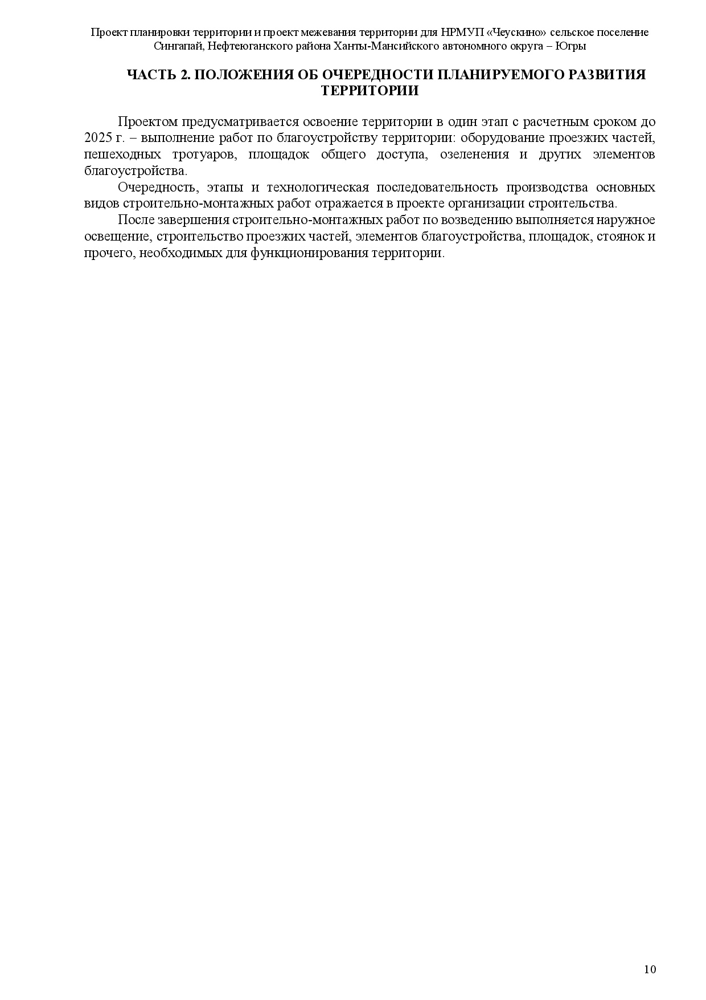 Проект планировки территории и проект межевания территории для НРМУП «Чеускино» сельское поселение
Сингапай, Нефтеюганского района Ханты-Мансийского автономного округа – Югры
ЧАСТЬ 2. ПОЛОЖЕНИЯ ОБ ОЧЕРЕДНОСТИ ПЛАНИРУЕМОГО РАЗВИТИЯ
ТЕРРИТОРИИ
Проектом предусматривается освоение территории в один этап с расчетным сроком до
2025 г. – выполнение работ по благоустройству территории: оборудование проезжих частей,
пешеходных тротуаров, площадок общего доступа, озеленения и других элементов
благоустройства.
Очередность, этапы и технологическая последовательность производства основных
видов строительно-монтажных работ отражается в проекте организации строительства.
После завершения строительно-монтажных работ по возведению выполняется наружное
освещение, строительство проезжих частей, элементов благоустройства, площадок, стоянок и
прочего, необходимых для функционирования территории.
10